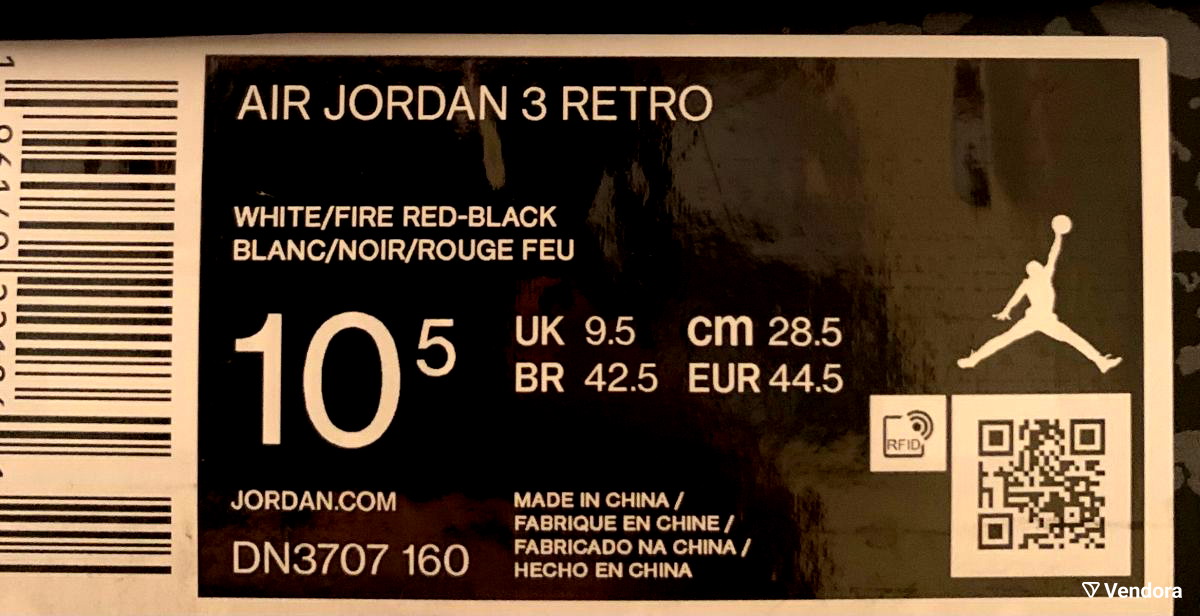 AIR JORDAN 3 RETRO
WHITE/FIRE RED-BLACK
BLANC/NOIR/ROUGE FEU
10 5
UK 9.5 cm 28.5
BR 42.5 EUR 44.5
RFID
JORDAN.COM
DN3707 160
MADE IN CHINA /
FABRIQUE EN CHINE /
FABRICADO NA CHINA /
HECHO EN CHINA
Vendora